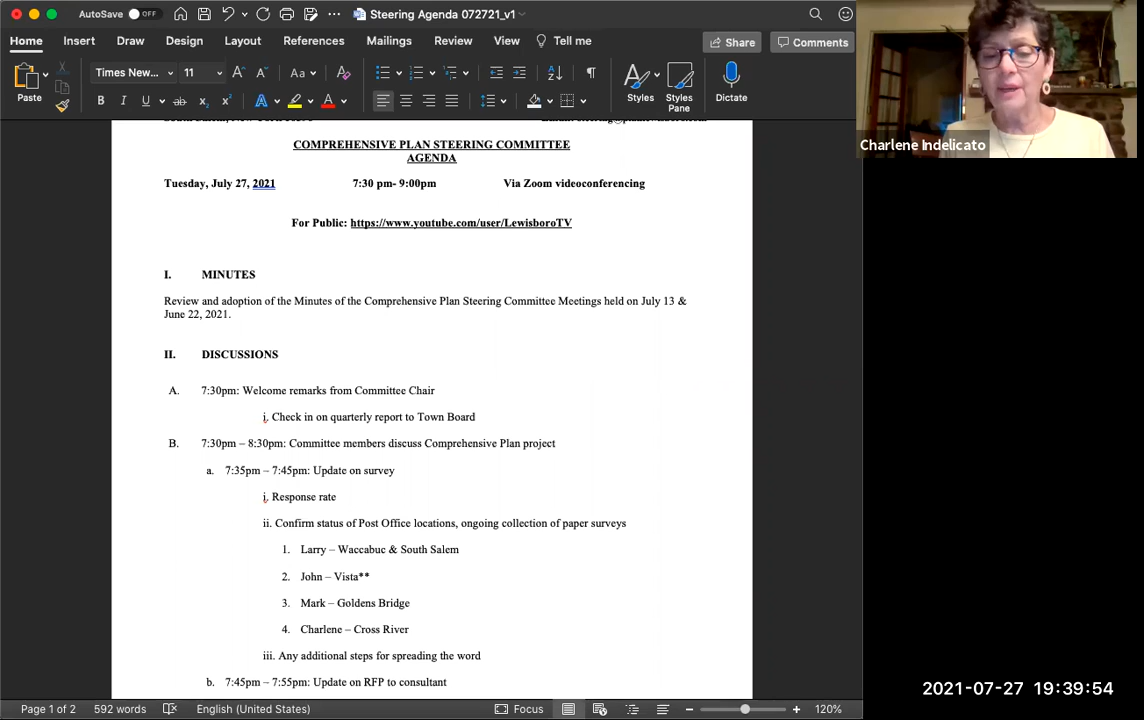 AutoSave OFF Steering Agenda 072721_v1
Home Insert Draw Design Layout References Mailings Review View Tell me Share Comments
Paste Times New... 11 Aa Styles Styles Pane Dictate
COMPREHENSIVE PLAN STEERING COMMITTEE
AGENDA
Tuesday, July 27, 2021 7:30 pm- 9:00pm Via Zoom videoconferencing
For Public: https://www.youtube.com/user/LewisboroTV
I. MINUTES
Review and adoption of the Minutes of the Comprehensive Plan Steering Committee Meetings held on July 13 &
June 22, 2021.
II. DISCUSSIONS
A. 7:30pm: Welcome remarks from Committee Chair
i. Check in on quarterly report to Town Board
B. 7:30pm – 8:30pm: Committee members discuss Comprehensive Plan project
a. 7:35pm – 7:45pm: Update on survey
i. Response rate
ii. Confirm status of Post Office locations, ongoing collection of paper surveys
1. Larry – Waccabuc & South Salem
2. John – Vista**
3. Mark – Goldens Bridge
4. Charlene – Cross River
iii. Any additional steps for spreading the word
b. 7:45pm – 7:55pm: Update on RFP to consultant
Page 1 of 2 592 words English (United States) Focus 120%
Charlene Indelicato
2021-07-27 19:39:54